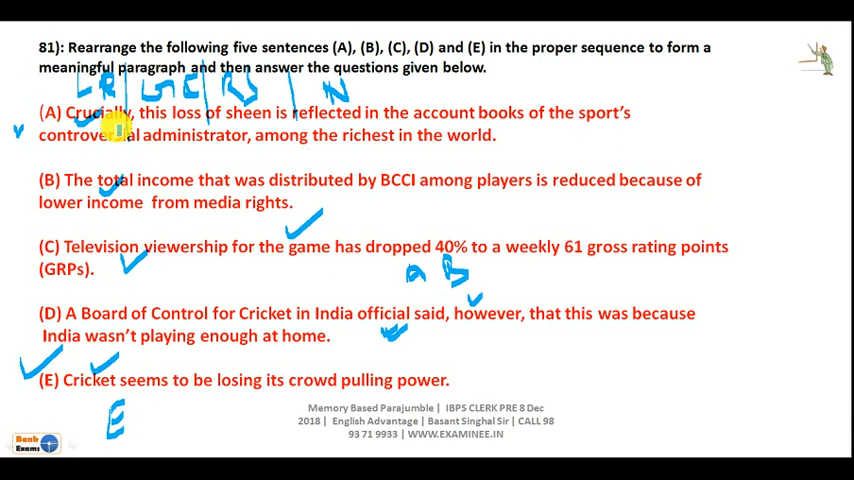 81): Rearrange the following five sentences (A), (B), (C), (D) and (E) in the proper sequence to form a
meaningful paragraph and then answer the questions given below.
(A) Crucially, this loss of sheen is reflected in the account books of the sport's
controversial administrator, among the richest in the world.
(B) The total income that was distributed by BCCI among players is reduced because of
lower income from media rights.
(C) Television viewership for the game has dropped 40% to a weekly 61 gross rating points
(GRPs).
a B
(D) A Board of Control for Cricket in India official said, however, that this was because
India wasn't playing enough at home.
(E) Cricket seems to be losing its crowd pulling power.
E
Memory Based Parajumble | IBPS CLERK PRE 8 Dec
2018 | English Advantage | Basant Singhal Sir | CALL 98
93 71 9933 | WWW.EXAMINEE.IN
Bank
Exams